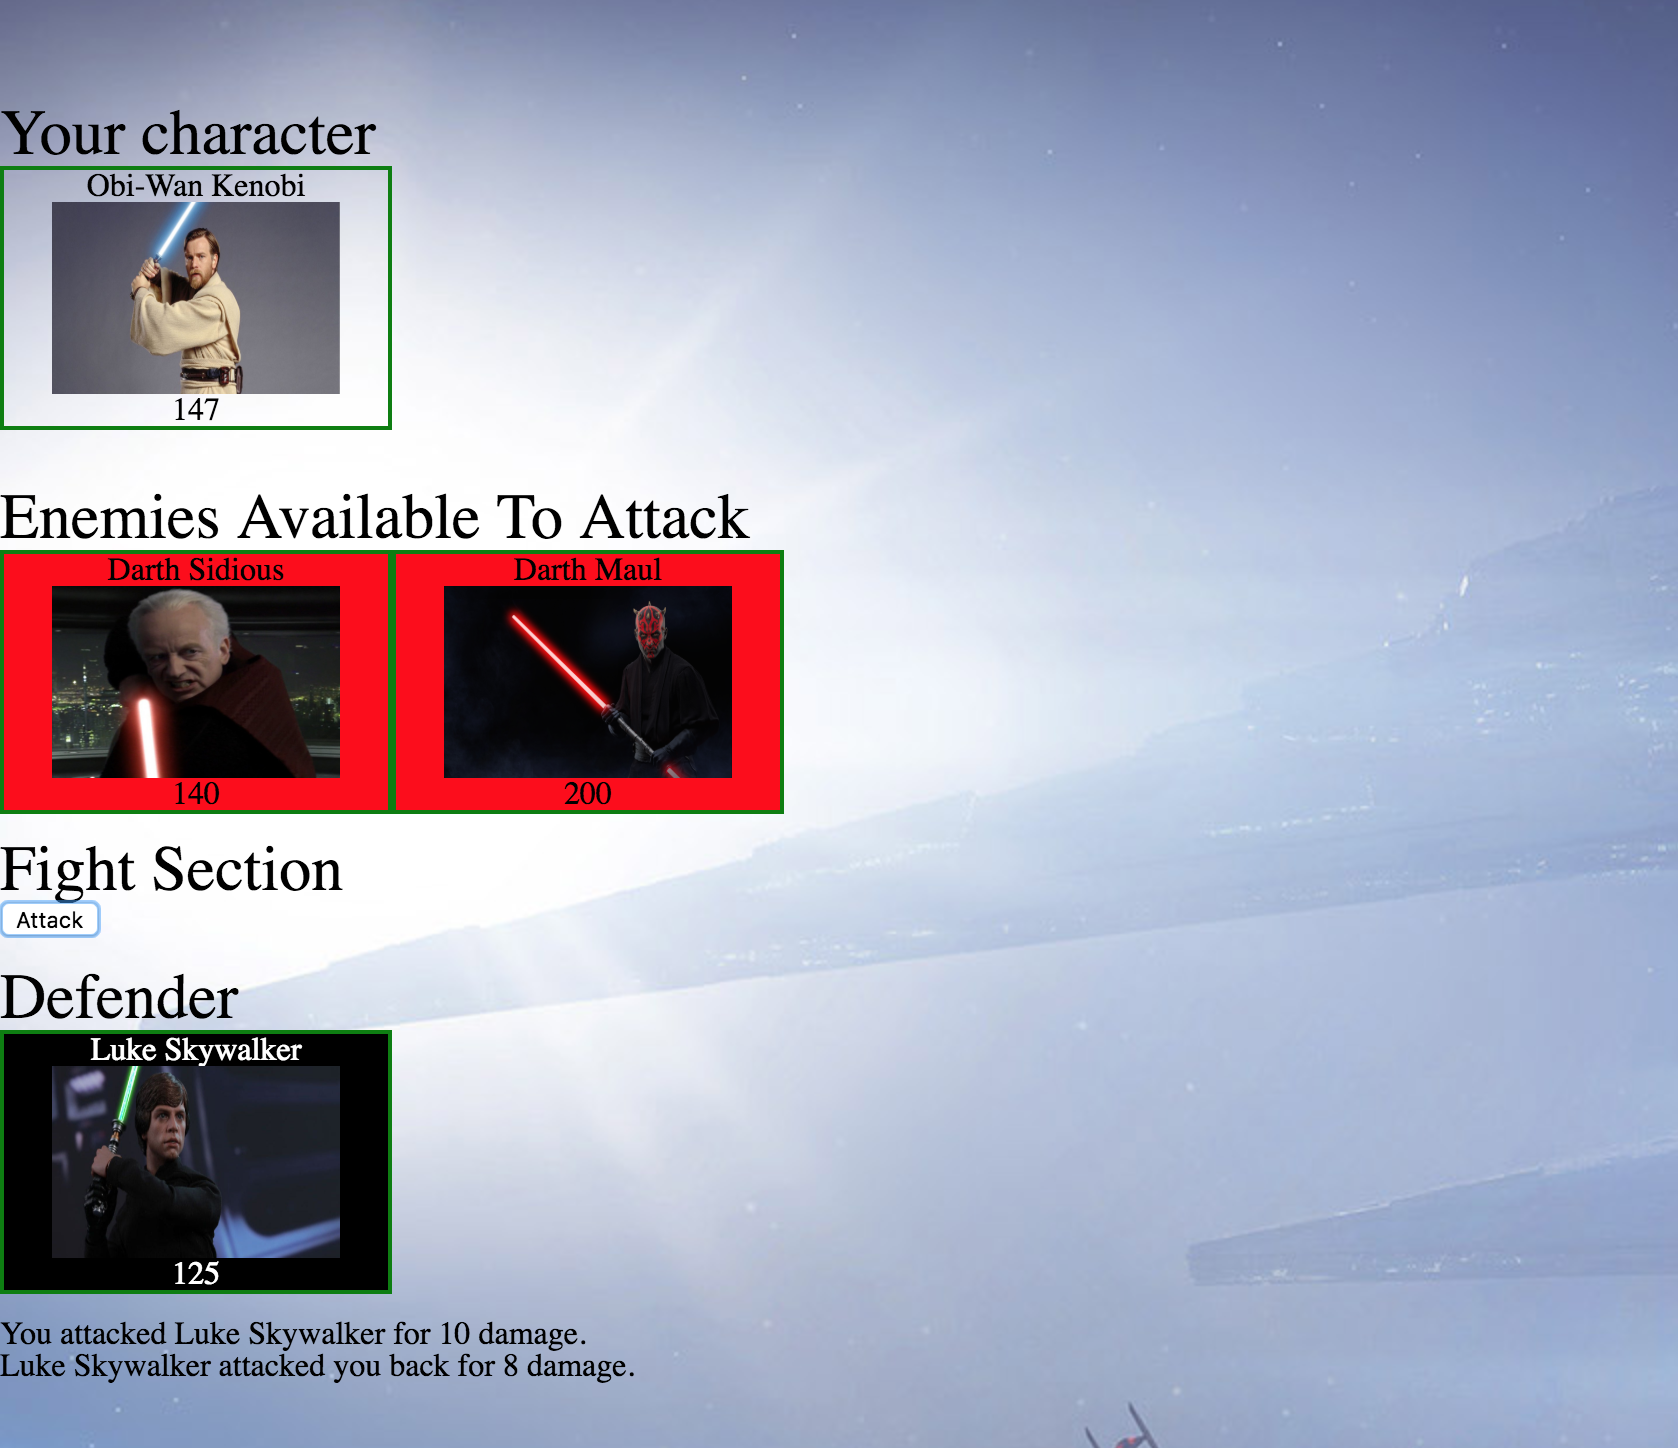 Your character
Obi-Wan Kenobi
147
Enemies Available To Attack
Darth Sidious
140
Darth Maul
200
Fight Section
Attack
Defender
Luke Skywalker
125
You attacked Luke Skywalker for 10 damage.
Luke Skywalker attacked you back for 8 damage.